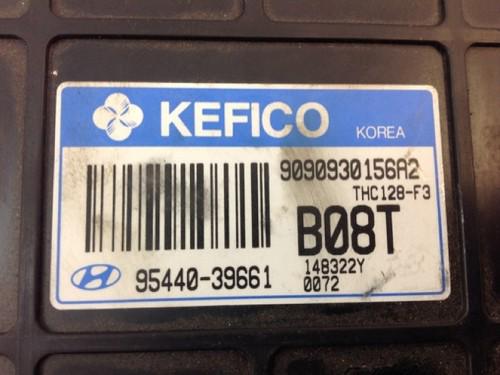 KEFICO KOREA
9090930156A2
THC128-F3
B08T
95440-39661
148322Y
0072